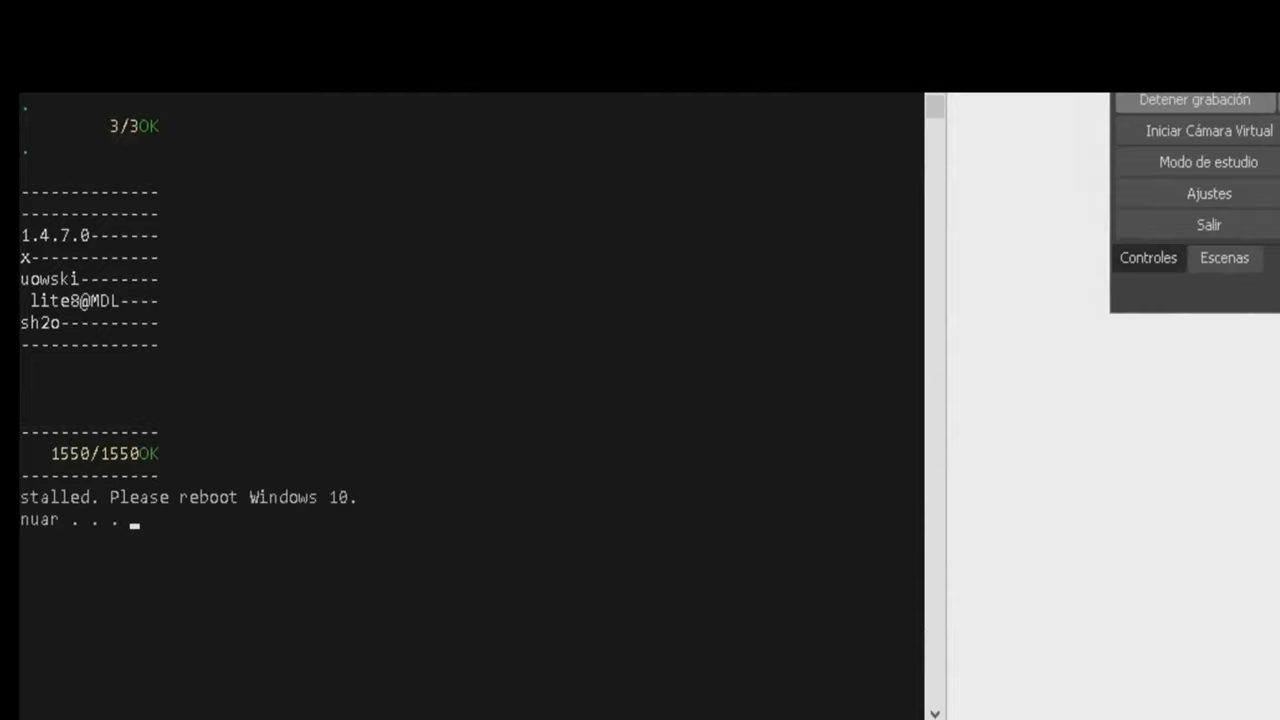 .
3/3OK
.
--------------
--------------
1.4.7.0-------
x-------------
uowski--------
lite8@MDL----
sh2o----------
--------------
--------------
1550/1550OK
--------------
stalled. Please reboot Windows 10.
nuar . . .
Detener grabación
Iniciar Cámara Virtual
Modo de estudio
Ajustes
Salir
Controles Escenas